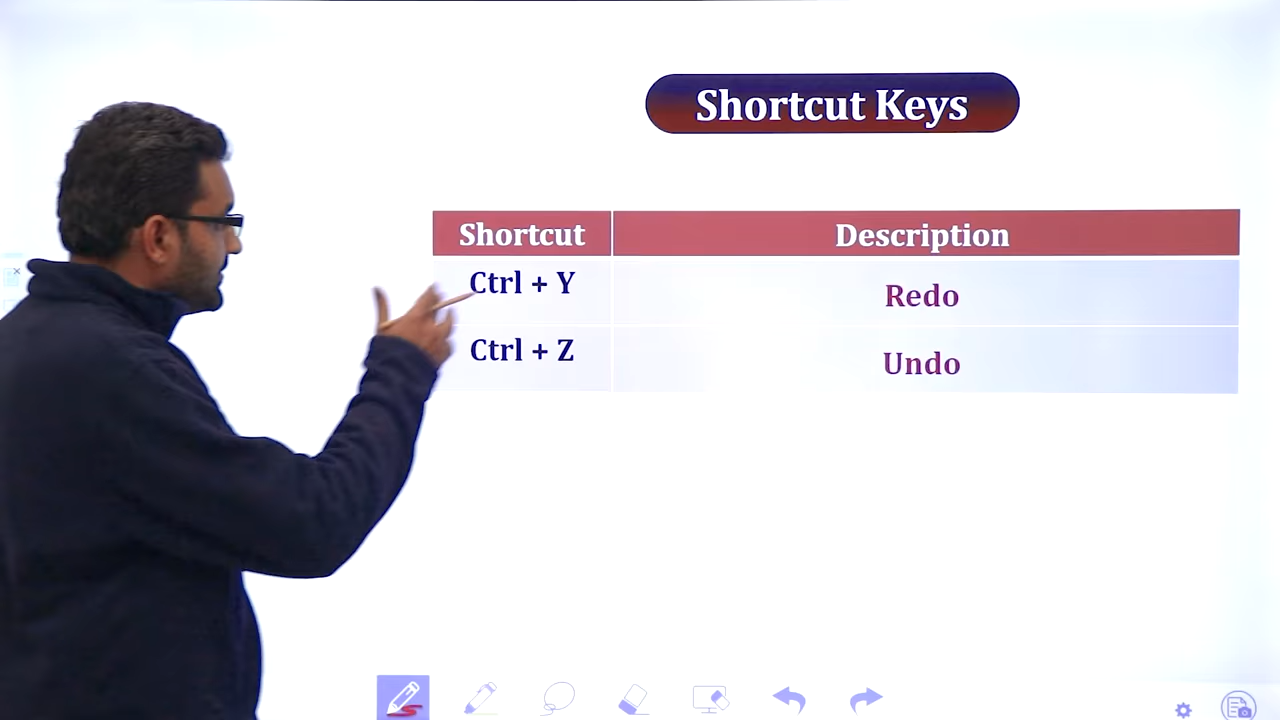 Shortcut Keys
Shortcut Description
Ctrl + Y Redo
Ctrl + Z Undo